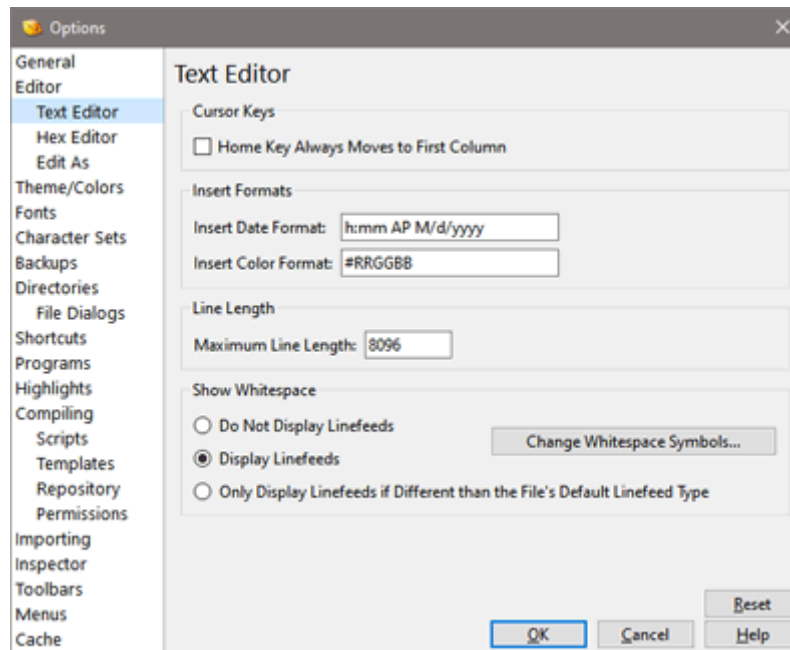 Options
General
Editor
Text Editor
Hex Editor
Edit As
Theme/Colors
Fonts
Character Sets
Backups
Directories
File Dialogs
Shortcuts
Programs
Highlights
Compiling
Scripts
Templates
Repository
Permissions
Importing
Inspector
Toolbars
Menus
Cache
Text Editor
Cursor Keys
Home Key Always Moves to First Column
Insert Formats
Insert Date Format: h:mm AP M/d/yyyy
Insert Color Format: #RRGGBB
Line Length
Maximum Line Length: 8096
Show Whitespace
Do Not Display Linefeeds
Change Whitespace Symbols...
Display Linefeeds
Only Display Linefeeds if Different than the File's Default Linefeed Type
Reset
OK Cancel Help